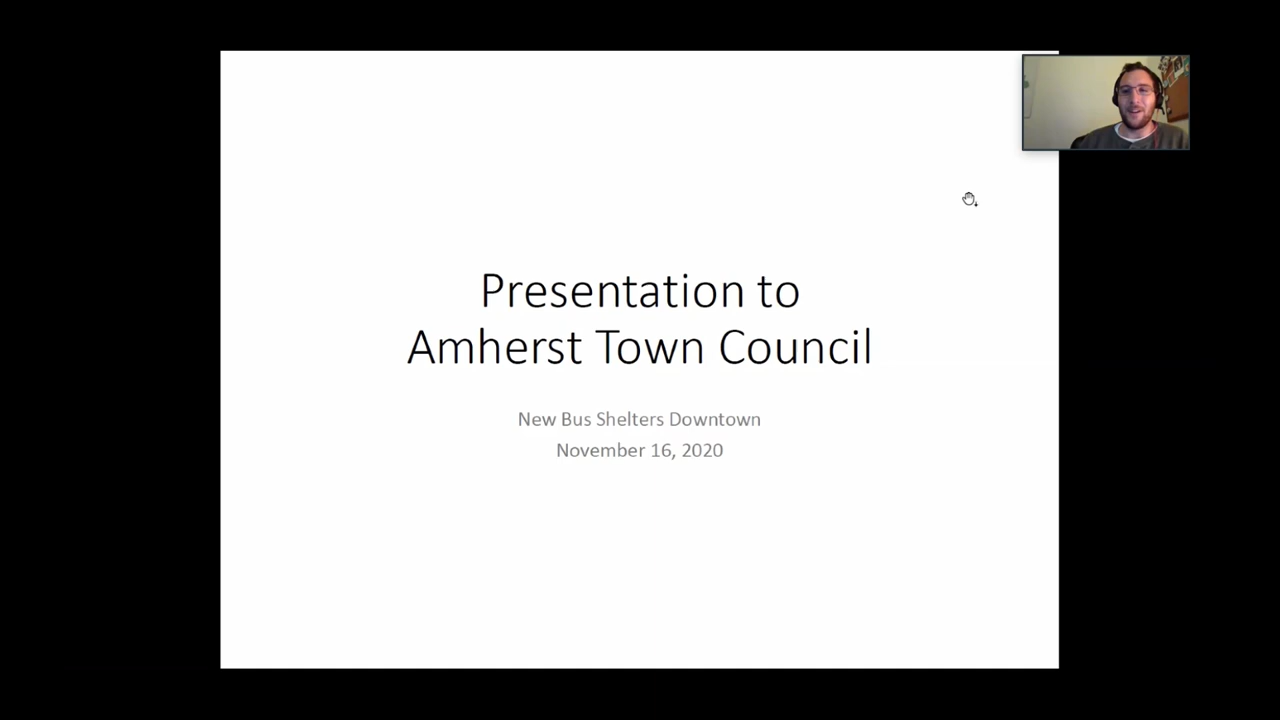 Presentation to
Amherst Town Council
New Bus Shelters Downtown
November 16, 2020